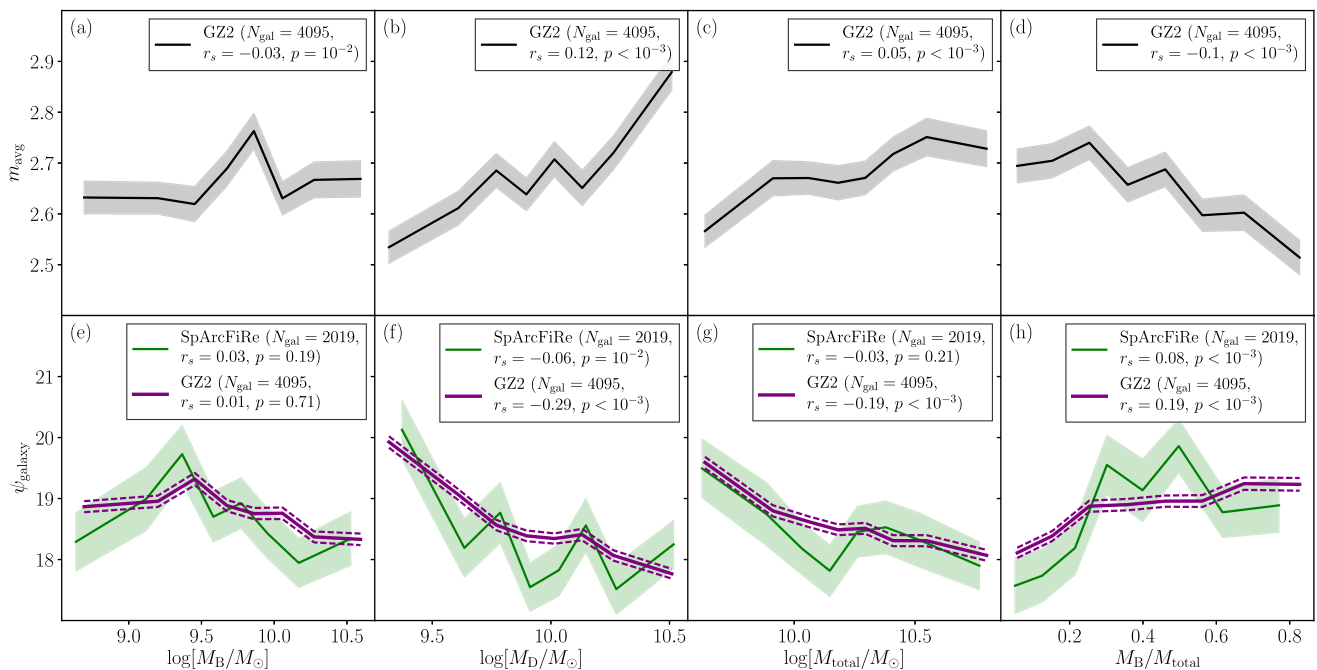 (a)
GZ2 (N_gal = 4095,
r_s = −0.03, p = 10^−2)
(b)
GZ2 (N_gal = 4095,
r_s = 0.12, p < 10^−3)
(c)
GZ2 (N_gal = 4095,
r_s = 0.05, p < 10^−3)
(d)
GZ2 (N_gal = 4095,
r_s = −0.1, p < 10^−3)
2.9
2.8
2.7
2.6
2.5
m_avg
(e)
SpArcFiRe (N_gal = 2019,
r_s = 0.03, p = 0.19)
GZ2 (N_gal = 4095,
r_s = 0.01, p = 0.71)
(f)
SpArcFiRe (N_gal = 2019,
r_s = −0.06, p = 10^−2)
GZ2 (N_gal = 4095,
r_s = −0.29, p < 10^−3)
(g)
SpArcFiRe (N_gal = 2019,
r_s = −0.03, p = 0.21)
GZ2 (N_gal = 4095,
r_s = −0.19, p < 10^−3)
(h)
SpArcFiRe (N_gal = 2019,
r_s = 0.08, p < 10^−3)
GZ2 (N_gal = 4095,
r_s = 0.19, p < 10^−3)
21
20
19
18
ψ_galaxy
9.0 9.5 10.0 10.5
log[M_B/M_⊙]
9.5 10.0 10.5
log[M_D/M_⊙]
10.0 10.5
log[M_total/M_⊙]
0.2 0.4 0.6 0.8
M_B/M_total